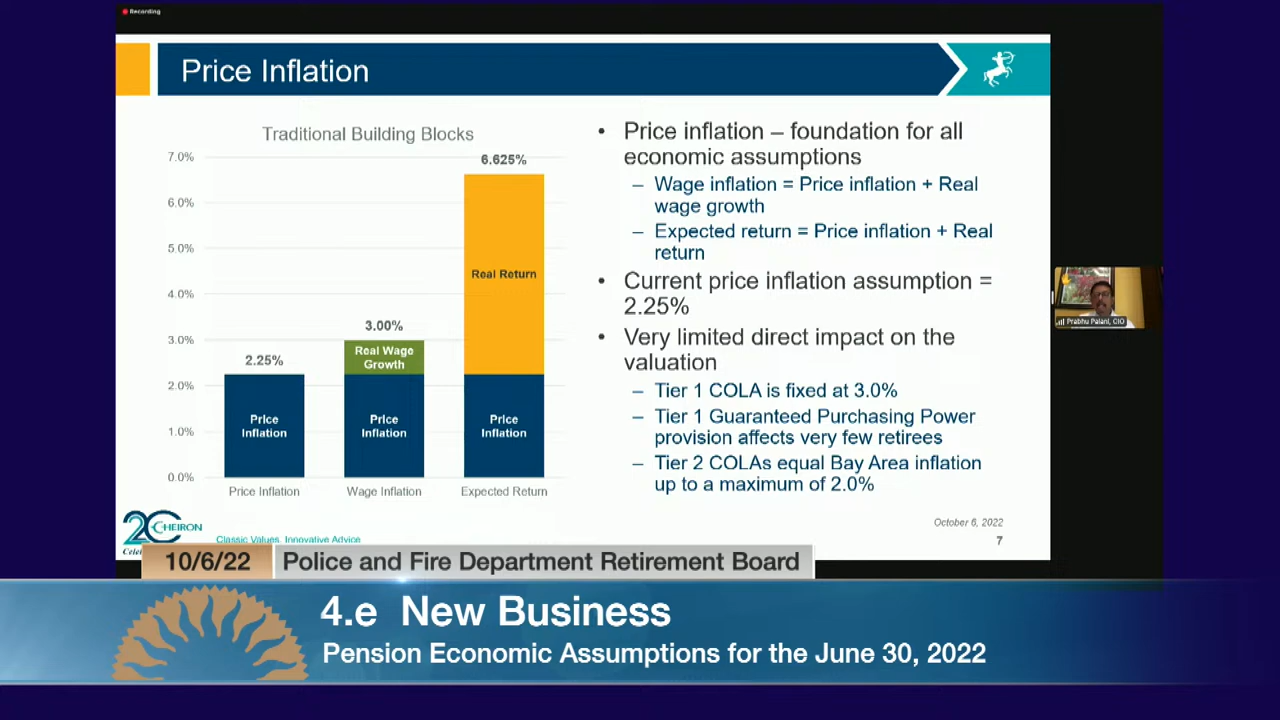 Recording
Price Inflation
Traditional Building Blocks
7.0%
6.0%
5.0%
4.0%
3.0%
2.0%
1.0%
0.0%
2.25%
3.00%
6.625%
Real Return
Real Wage
Growth
Price
Inflation
Price
Inflation
Price
Inflation
Price Inflation
Wage Inflation
Expected Return
• Price inflation – foundation for all
economic assumptions
– Wage inflation = Price inflation + Real
wage growth
– Expected return = Price inflation + Real
return
• Current price inflation assumption =
2.25%
• Very limited direct impact on the
valuation
– Tier 1 COLA is fixed at 3.0%
– Tier 1 Guaranteed Purchasing Power
provision affects very few retirees
– Tier 2 COLAs equal Bay Area inflation
up to a maximum of 2.0%
Prabhu Palani, CIO
October 6, 2022
7
20 CHEIRON
Classic Values, Innovative Advice
10/6/22
Police and Fire Department Retirement Board
4.e New Business
Pension Economic Assumptions for the June 30, 2022